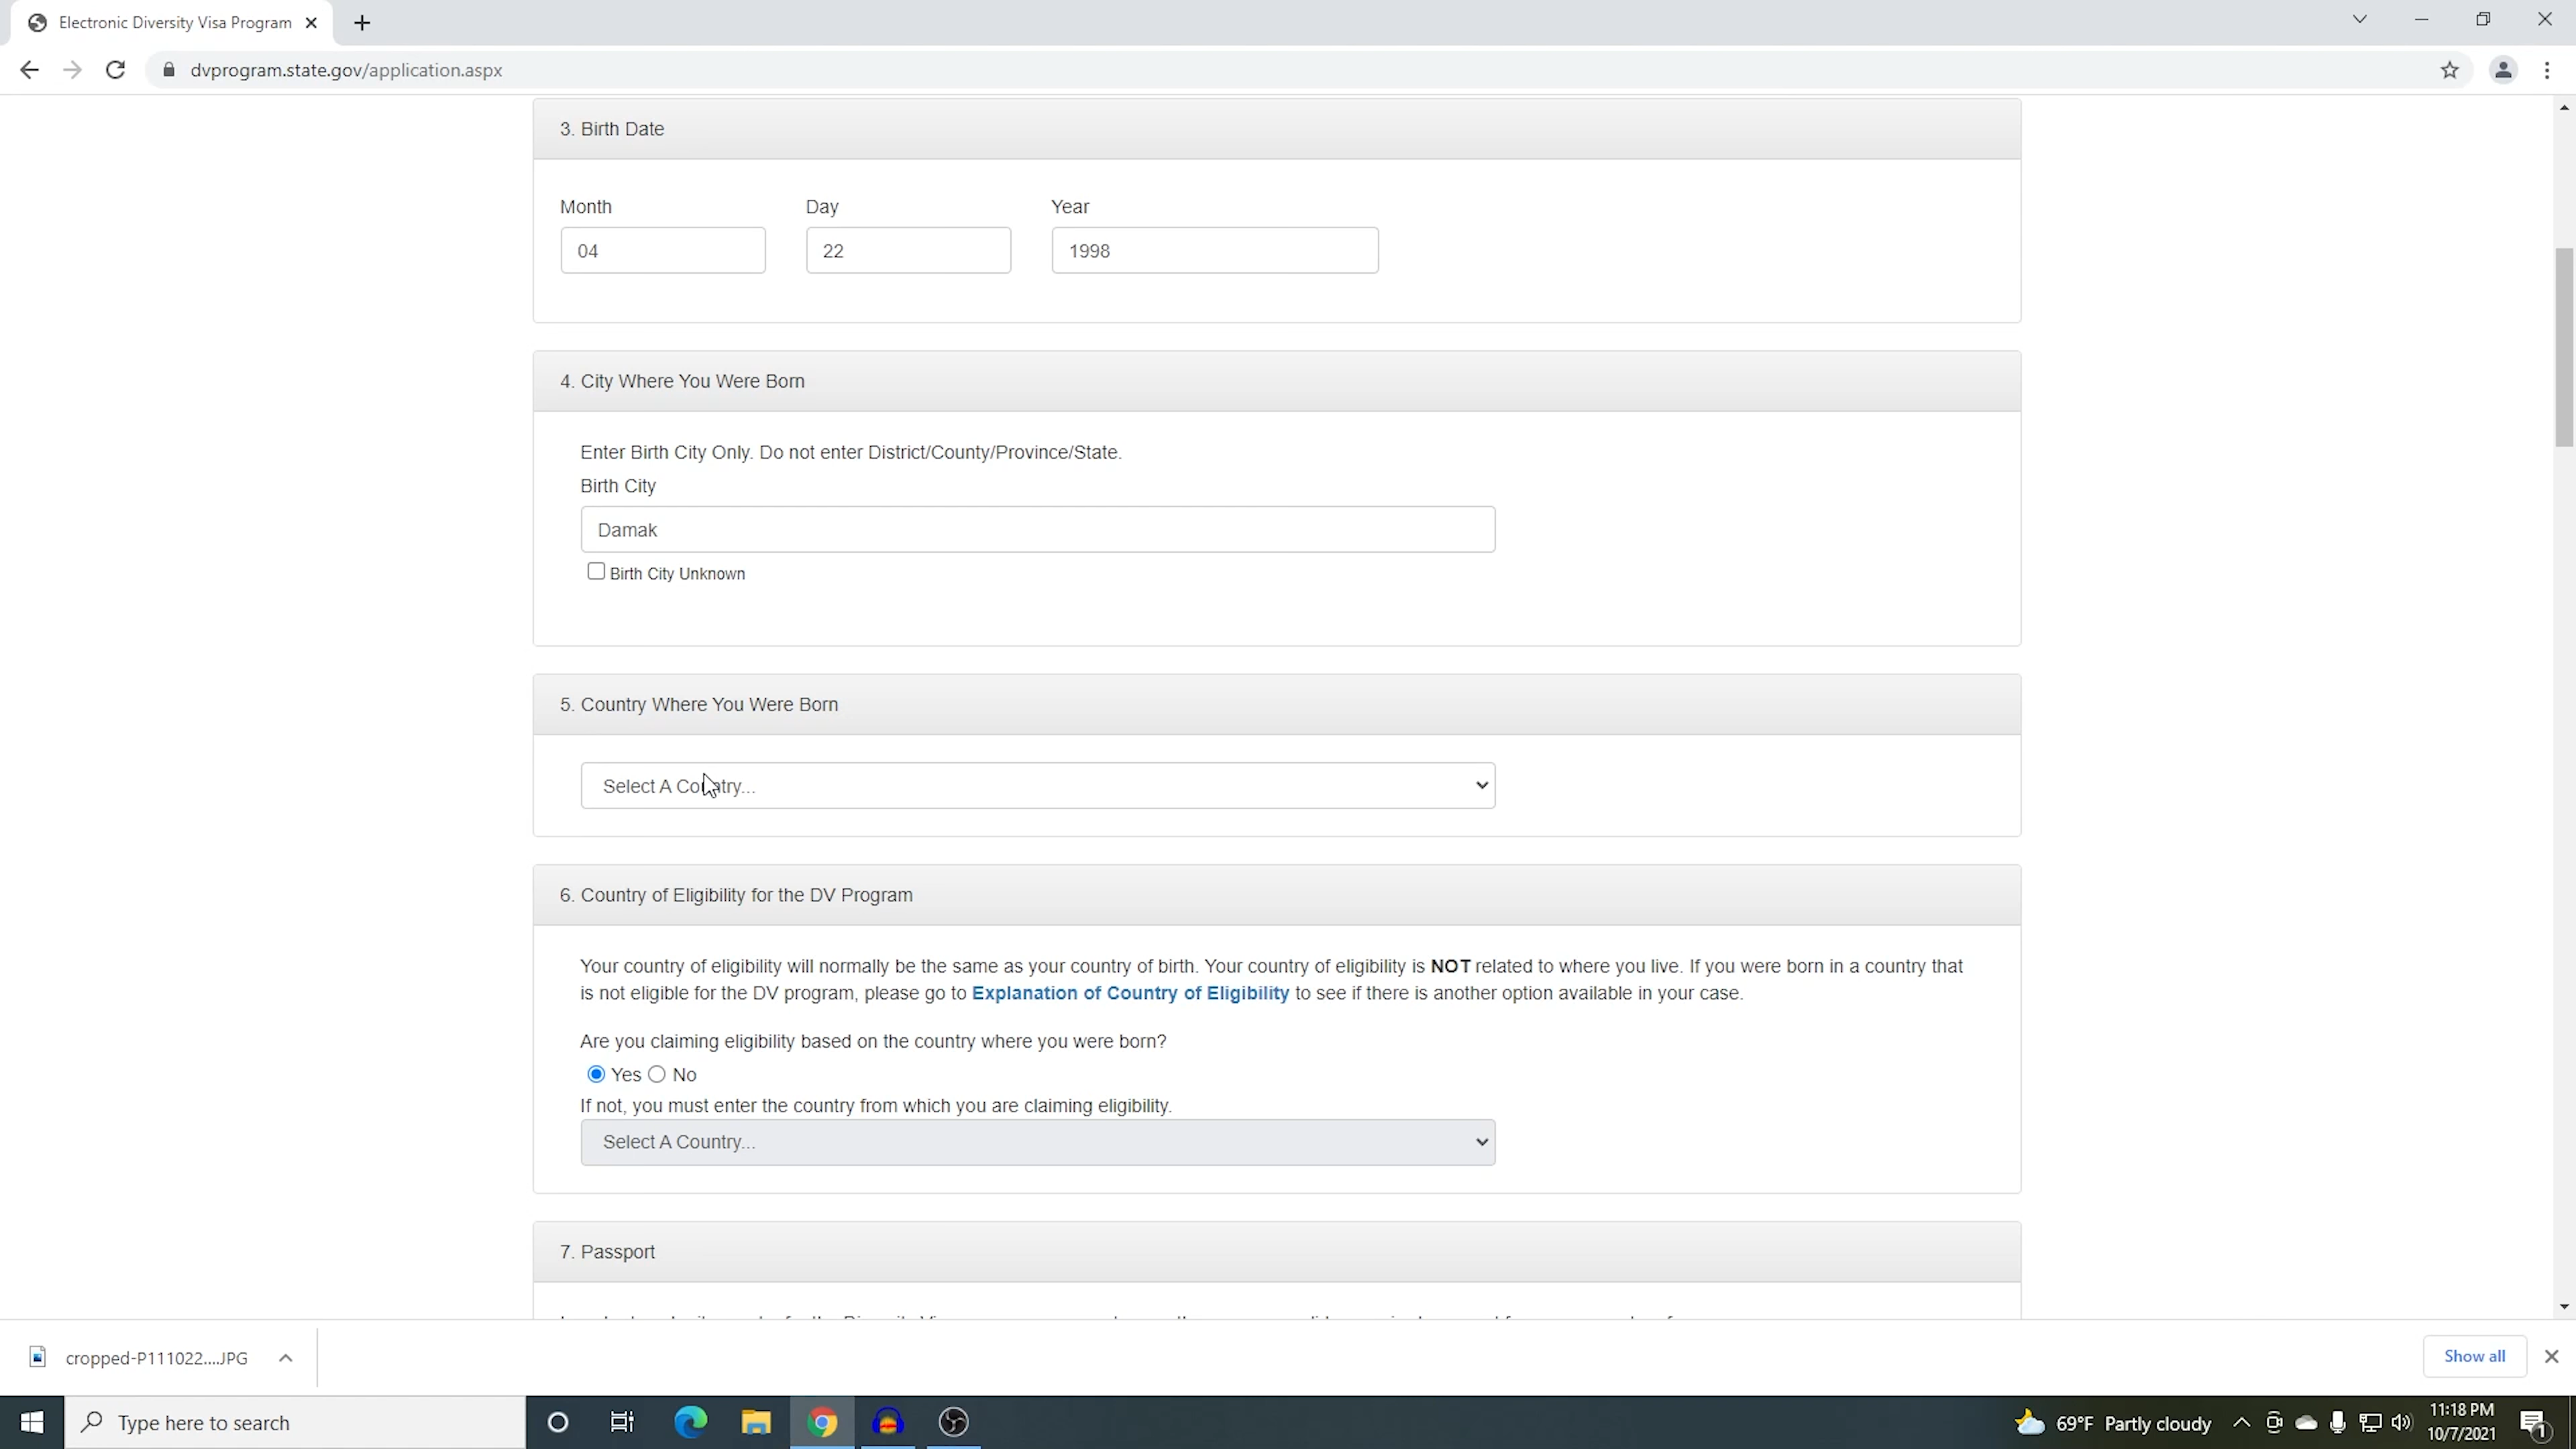 Electronic Diversity Visa Program
dvprogram.state.gov/application.aspx
3. Birth Date
Month Day Year
04 22 1998
4. City Where You Were Born
Enter Birth City Only. Do not enter District/County/Province/State.
Birth City
Damak
Birth City Unknown
5. Country Where You Were Born
Select A Country...
6. Country of Eligibility for the DV Program
Your country of eligibility will normally be the same as your country of birth. Your country of eligibility is NOT related to where you live. If you were born in a country that
is not eligible for the DV program, please go to Explanation of Country of Eligibility to see if there is another option available in your case.
Are you claiming eligibility based on the country where you were born?
Yes No
If not, you must enter the country from which you are claiming eligibility.
Select A Country...
7. Passport
cropped-P111022....JPG
Show all
Type here to search
69°F Partly cloudy
11:18 PM
10/7/2021
1